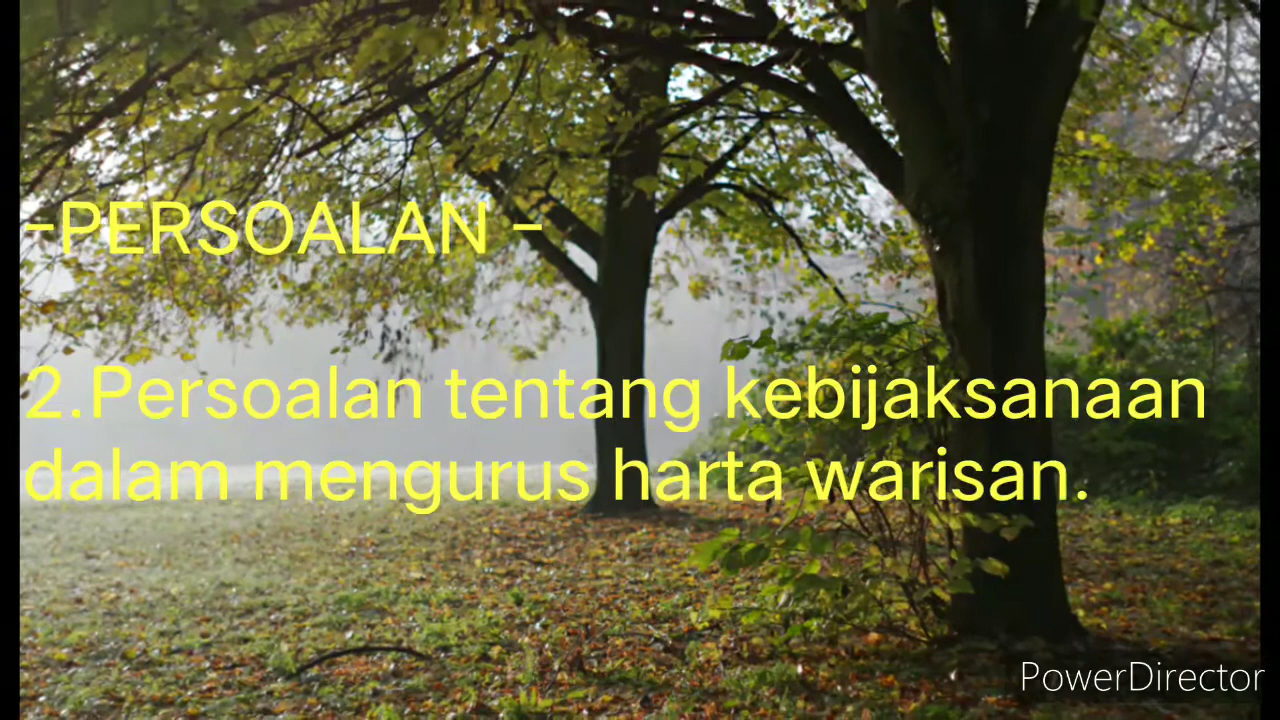 -PERSOALAN -
2.Persoalan tentang kebijaksanaan
dalam mengurus harta warisan.
PowerDirector